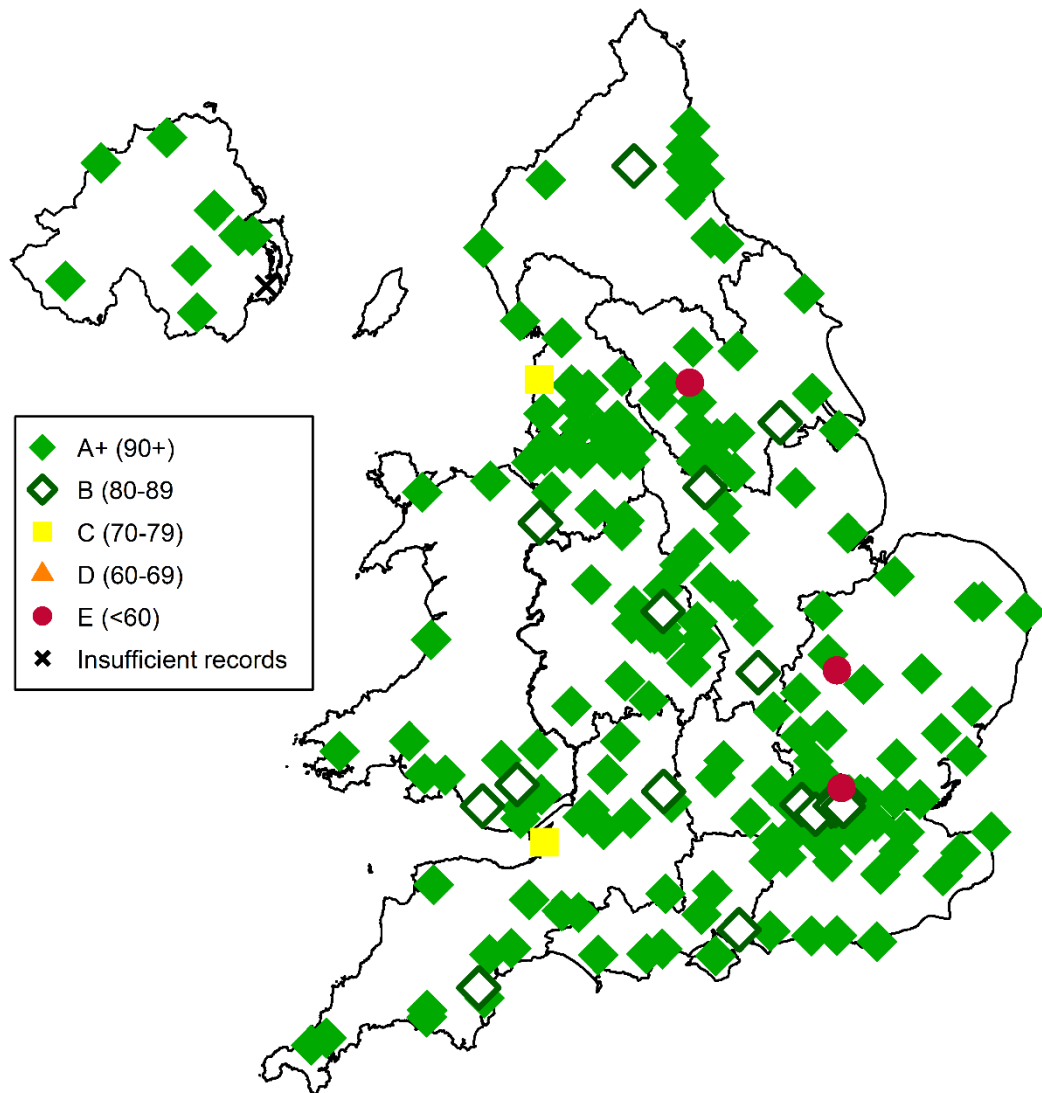 A+ (90+)
B (80-89
C (70-79)
D (60-69)
E (<60)
Insufficient records